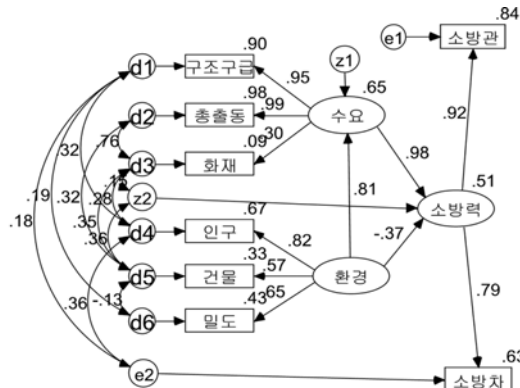 .84
e1 소방관
.90
d1 구조구급
z1
.95 .65
.98 .99
d2 총출동 수요
.92
.76 .09 .30
d3 화재
.32 .98
.19 .32 .28
z2 .81 .51
소방력
.18 .67
.35 d4 인구 .82 -.37
.36 .33 .57
d5 건물 환경
.36 -.13 .43 .65 .79
d6 밀도
.63
e2 소방차